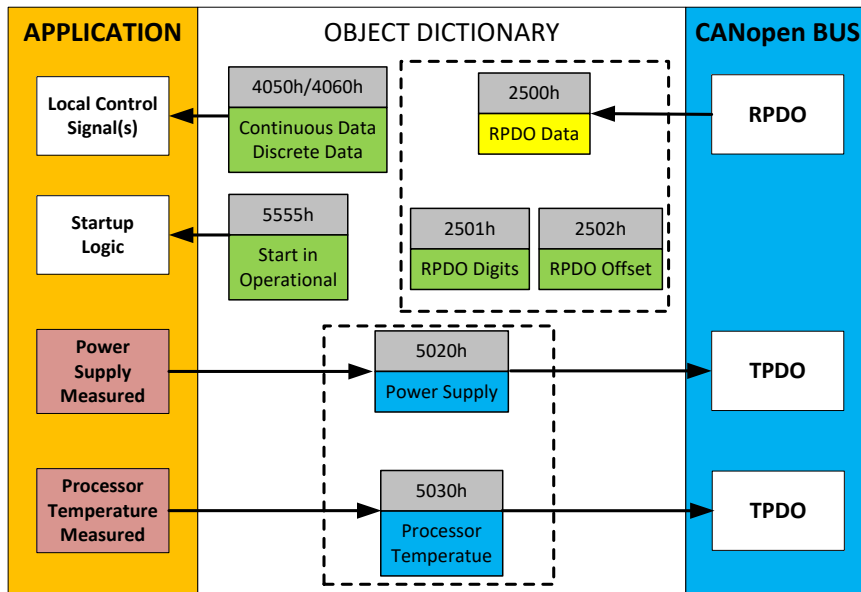 APPLICATION
OBJECT DICTIONARY
CANopen BUS
Local Control
Signal(s)
4050h/4060h
Continuous Data
Discrete Data
2500h
RPDO Data
RPDO
Startup
Logic
5555h
Start in
Operational
2501h
RPDO Digits
2502h
RPDO Offset
Power
Supply
Measured
5020h
Power Supply
TPDO
Processor
Temperature
Measured
5030h
Processor
Temperatue
TPDO